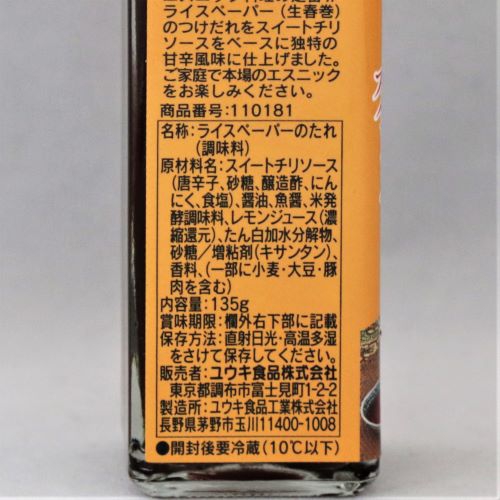 ライスペーパー(生春巻)
のつけだれをスイートチリ
ソースをベースに独特の
甘辛風味に仕上げました。
ご家庭で本場のエスニック
をお楽しみください。
商品番号:110181
名称:ライスペーパーのたれ
(調味料)
原材料名:スイートチリソース
(唐辛子、砂糖、醸造酢、にん
にく、食塩)、醤油、魚醤、米発
酵調味料、レモンジュース(濃
縮還元)、たん白加水分解物、
砂糖/増粘剤(キサンタン)、
香料、(一部に小麦・大豆・豚
肉を含む)
内容量:135g
賞味期限:欄外右下部に記載
保存方法:直射日光・高温多湿
をさけて保存してください。
販売者:ユウキ食品株式会社
東京都調布市富士見町1-2-2
製造所:ユウキ食品工業株式会社
長野県茅野市玉川11400-1008
●開封後要冷蔵(10℃以下)